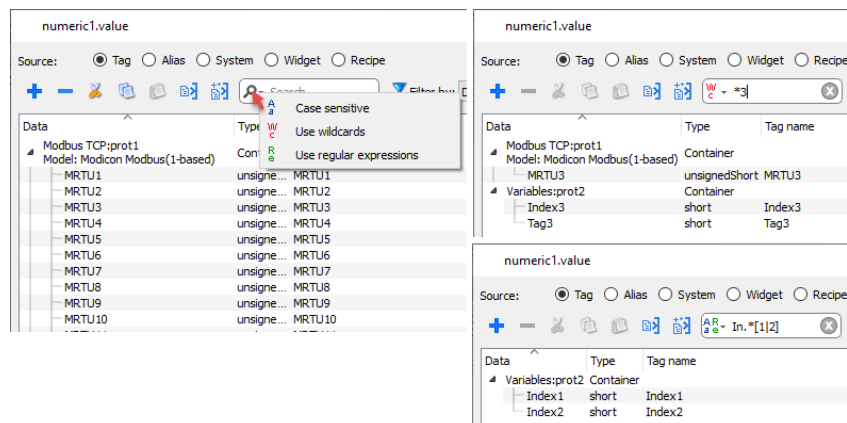 numeric1.value
Source: Tag Alias System Widget Recipe
Search Filter by: D
Aa Case sensitive
Wc Use wildcards
Re Use regular expressions
Data Type
Modbus TCP:prot1
Model: Modicon Modbus(1-based)
MRTU1 unsigne... MRTU1
MRTU2 unsigne... MRTU2
MRTU3 unsigne... MRTU3
MRTU4 unsigne... MRTU4
MRTU5 unsigne... MRTU5
MRTU6 unsigne... MRTU6
MRTU7 unsigne... MRTU7
MRTU8 unsigne... MRTU8
MRTU9 unsigne... MRTU9
MRTU10 unsigne... MRTU10
numeric1.value
Source: Tag Alias System Widget Recipe
Wc *3
Data Type Tag name
Modbus TCP:prot1
Model: Modicon Modbus(1-based) Container
MRTU3 unsignedShort MRTU3
Variables:prot2 Container
Index3 short Index3
Tag3 short Tag3
numeric1.value
Source: Tag Alias System Widget Recipe
Aa Re In.*[1|2]
Data Type Tag name
Variables:prot2 Container
Index1 short Index1
Index2 short Index2